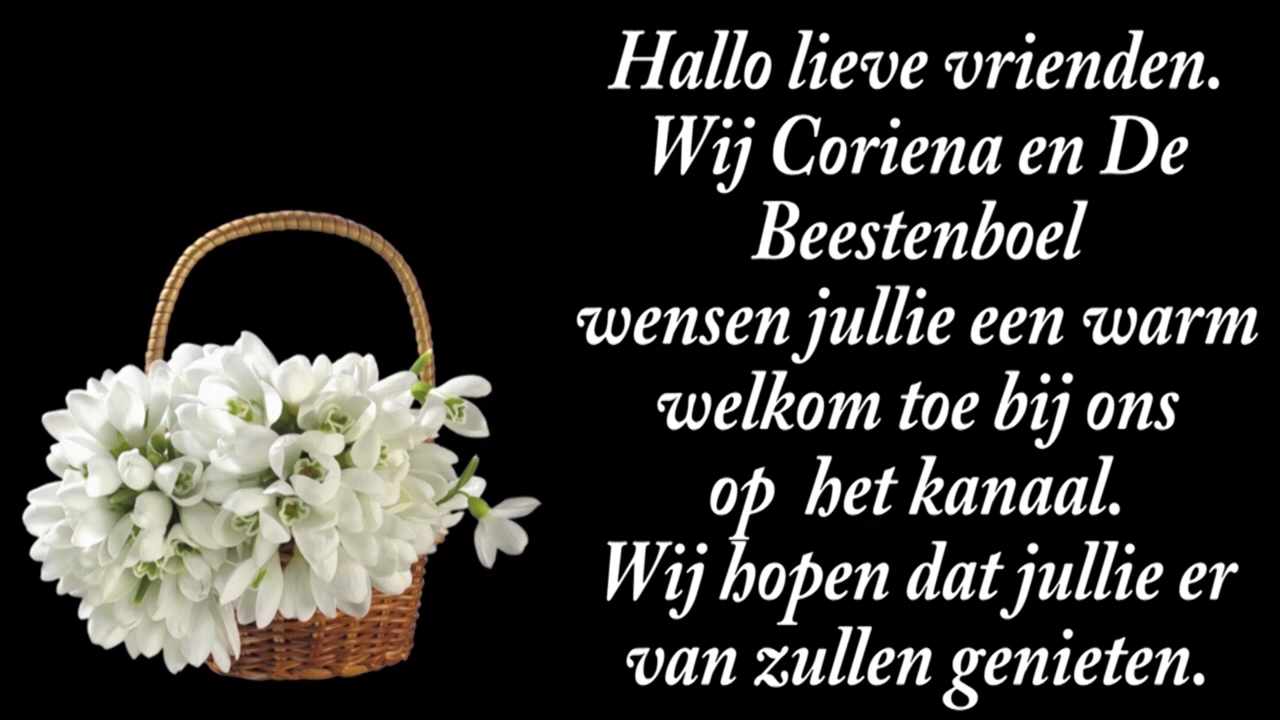 Hallo lieve vrienden.
Wij Coriena en De
Beestenboel
wensen jullie een warm
welkom toe bij ons
op het kanaal.
Wij hopen dat jullie er
van zullen genieten.